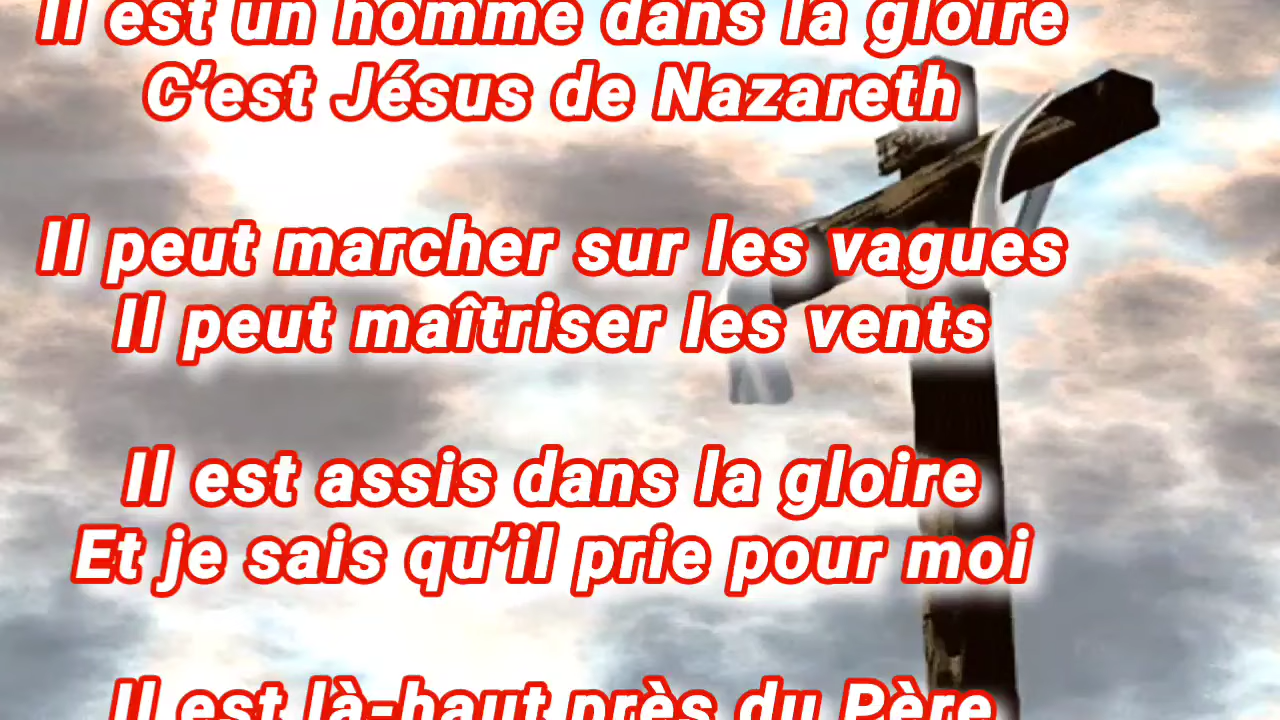 Il est un homme dans la gloire
C’est Jésus de Nazareth
Il peut marcher sur les vagues
Il peut maîtriser les vents
Il est assis dans la gloire
Et je sais qu’il prie pour moi
Il est là-haut près du Père